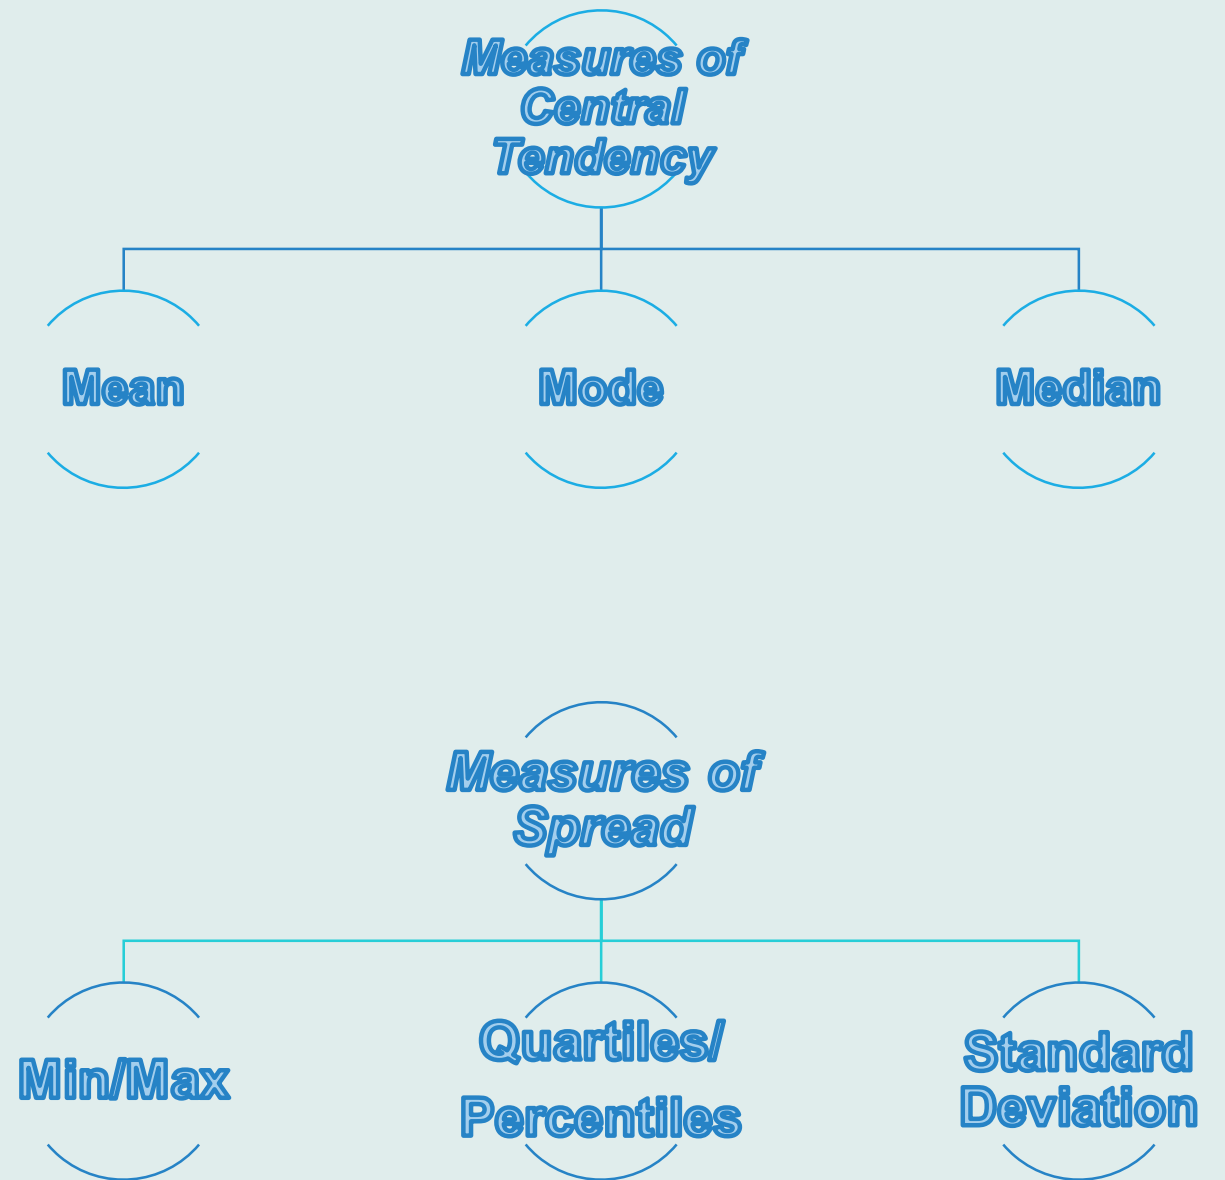 Measures of
Central
Tendency
Mean
Mode
Median
Measures of
Spread
Min/Max
Quartiles/
Percentiles
Standard
Deviation